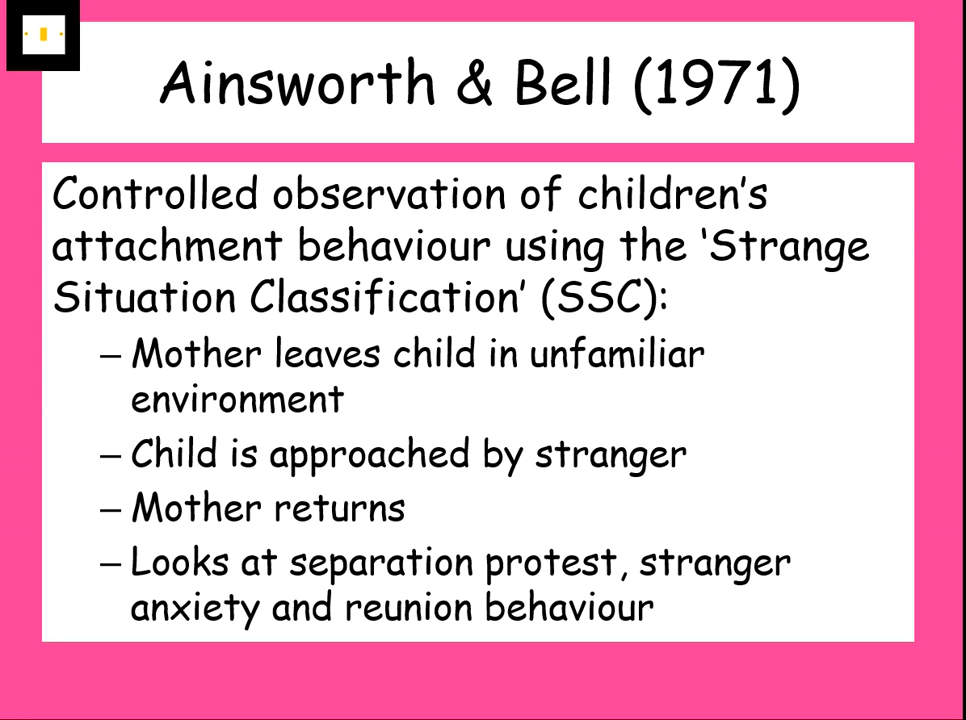 Ainsworth & Bell (1971)
Controlled observation of children's
attachment behaviour using the 'Strange
Situation Classification' (SSC):
– Mother leaves child in unfamiliar
environment
– Child is approached by stranger
– Mother returns
– Looks at separation protest, stranger
anxiety and reunion behaviour